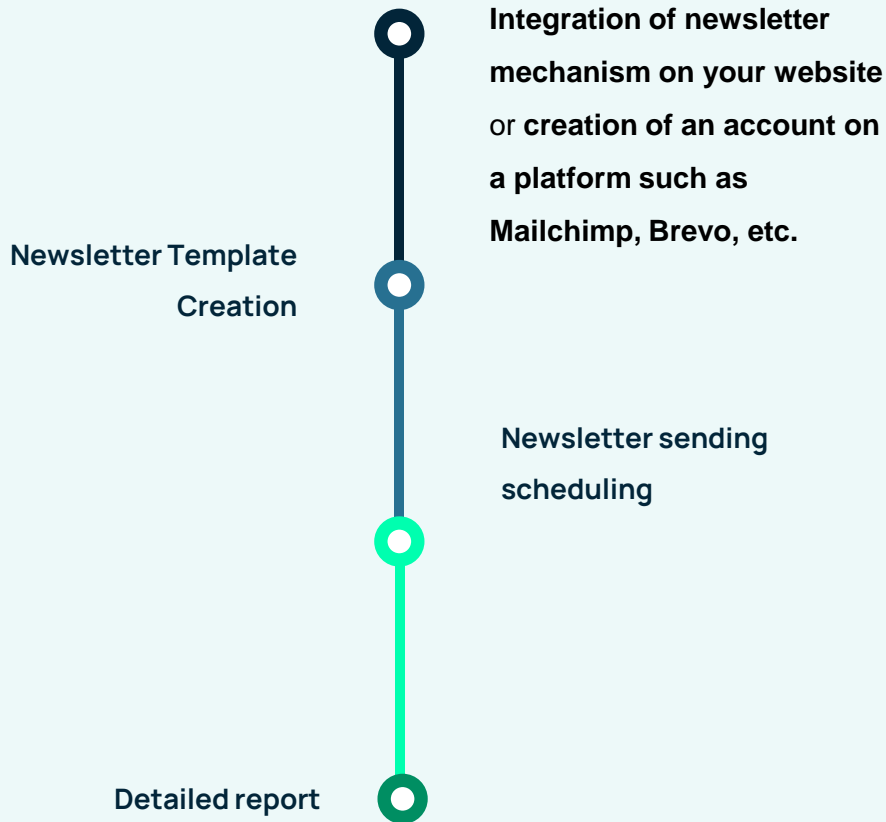 Integration of newsletter
mechanism on your website
or creation of an account on
a platform such as
Mailchimp, Brevo, etc.
Newsletter Template
Creation
Newsletter sending
scheduling
Detailed report